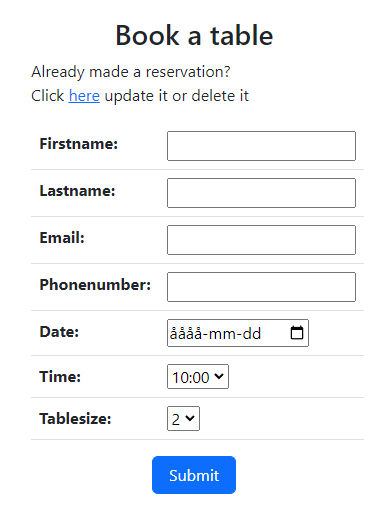 Book a table
Already made a reservation?
Click here update it or delete it
Firstname:
Lastname:
Email:
Phonenumber:
Date: åååå-mm-dd
Time: 10:00
Tablesize: 2
Submit